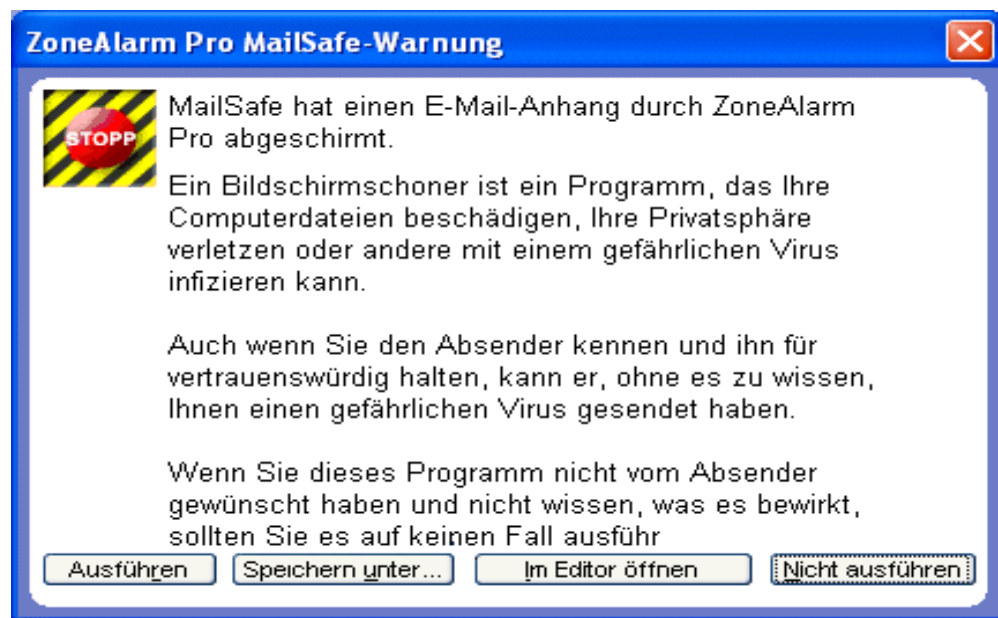 ZoneAlarm Pro MailSafe-Warnung
STOPP
MailSafe hat einen E-Mail-Anhang durch ZoneAlarm
Pro abgeschirmt.
Ein Bildschirmschoner ist ein Programm, das Ihre
Computerdateien beschädigen, Ihre Privatsphäre
verletzen oder andere mit einem gefährlichen Virus
infizieren kann.
Auch wenn Sie den Absender kennen und ihn für
vertrauenswürdig halten, kann er, ohne es zu wissen,
Ihnen einen gefährlichen Virus gesendet haben.
Wenn Sie dieses Programm nicht vom Absender
gewünscht haben und nicht wissen, was es bewirkt,
sollten Sie es auf keinen Fall ausführ
Ausführen Speichern unter... Im Editor öffnen Nicht ausführen